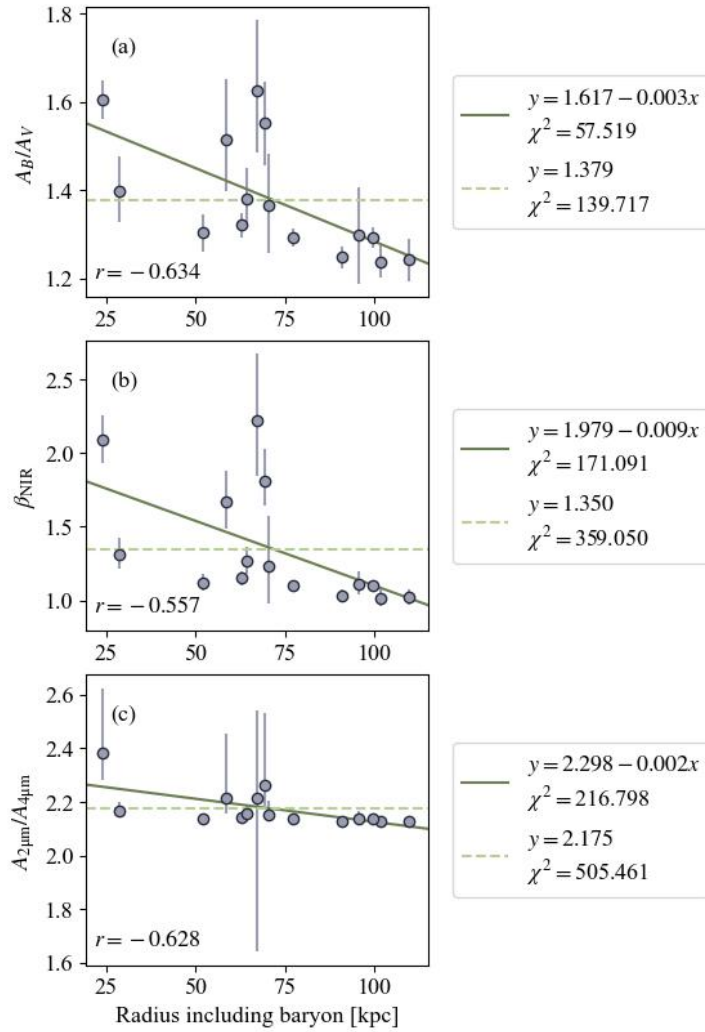 1.8
1.6
1.4
1.2
A_B/A_V
(a)
r = −0.634
25 50 75 100
y = 1.617 − 0.003x
χ² = 57.519
y = 1.379
χ² = 139.717
2.5
2.0
1.5
1.0
β_NIR
(b)
r = −0.557
25 50 75 100
y = 1.979 − 0.009x
χ² = 171.091
y = 1.350
χ² = 359.050
2.6
2.4
2.2
2.0
1.8
1.6
A_2μm/A_4μm
(c)
r = −0.628
25 50 75 100
Radius including baryon [kpc]
y = 2.298 − 0.002x
χ² = 216.798
y = 2.175
χ² = 505.461